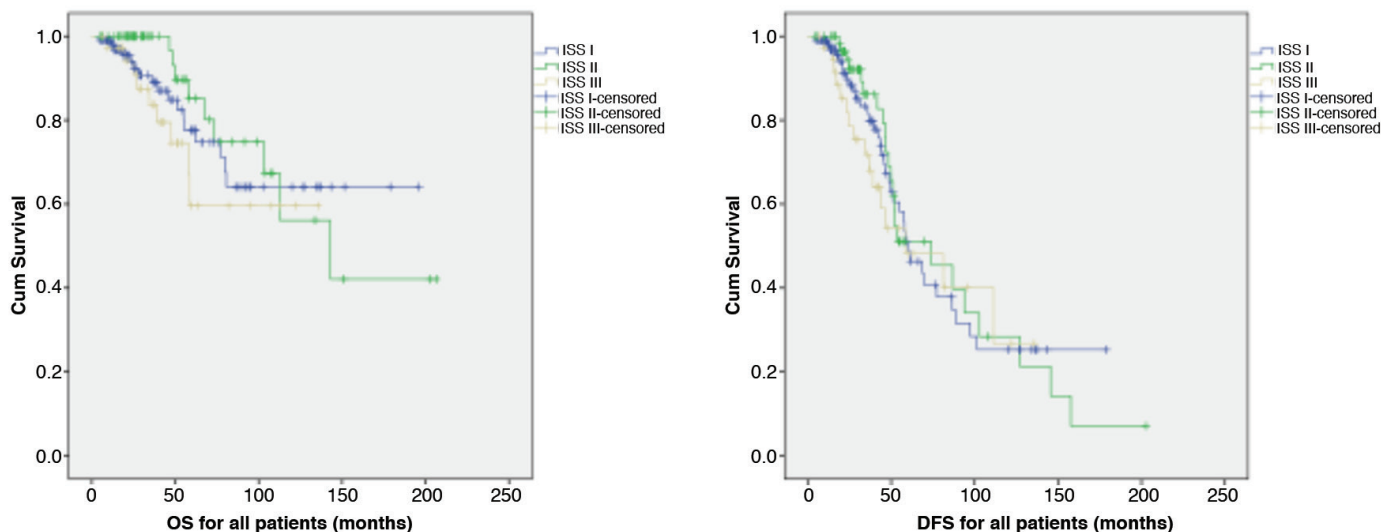 1.0
0.8
0.6
0.4
0.2
0.0
Cum Survival
0 50 100 150 200 250
OS for all patients (months)
ISS I
ISS II
ISS III
ISS I-censored
ISS II-censored
ISS III-censored
1.0
0.8
0.6
0.4
0.2
0.0
Cum Survival
0 50 100 150 200 250
DFS for all patients (months)
ISS I
ISS II
ISS III
ISS I-censored
ISS II-censored
ISS III-censored